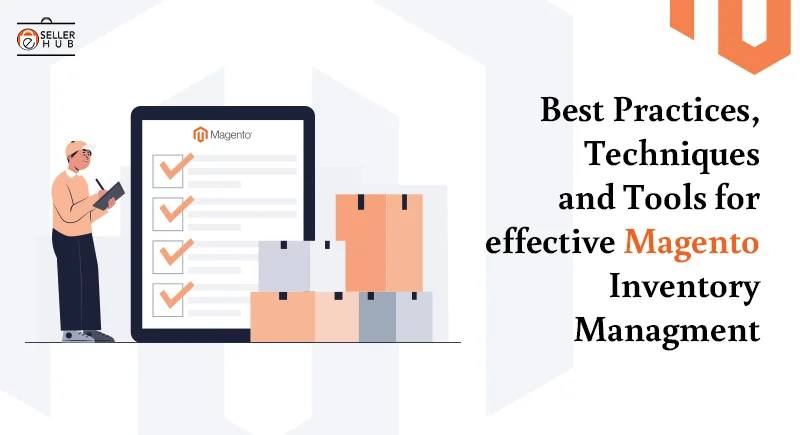 e SELLER
HUB
Magento
Best Practices,
Techniques
and Tools for
effective Magento
Inventory
Managment